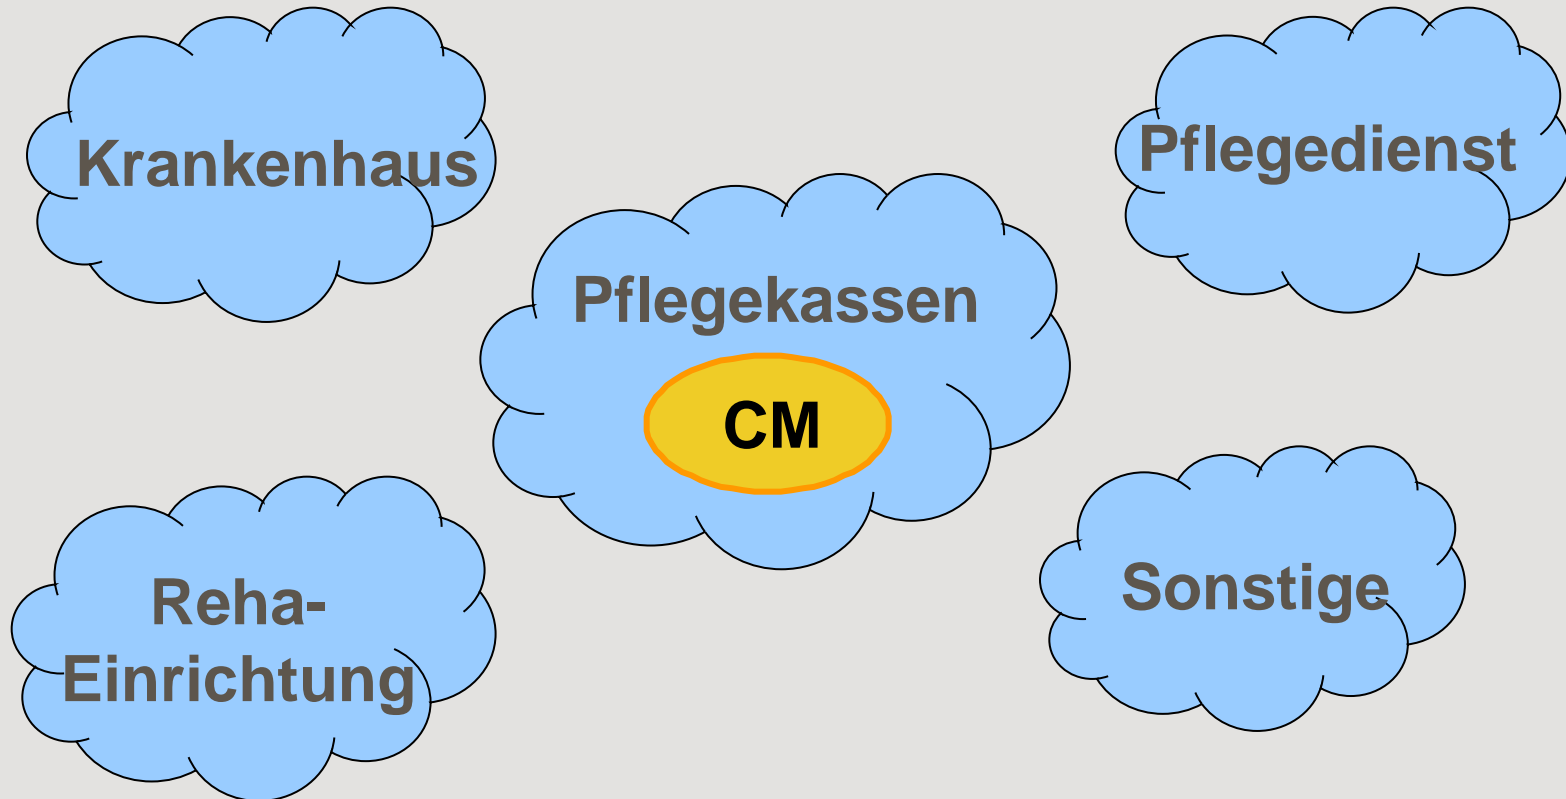 Krankenhaus
Pflegedienst
Pflegekassen
CM
Reha-
Einrichtung
Sonstige